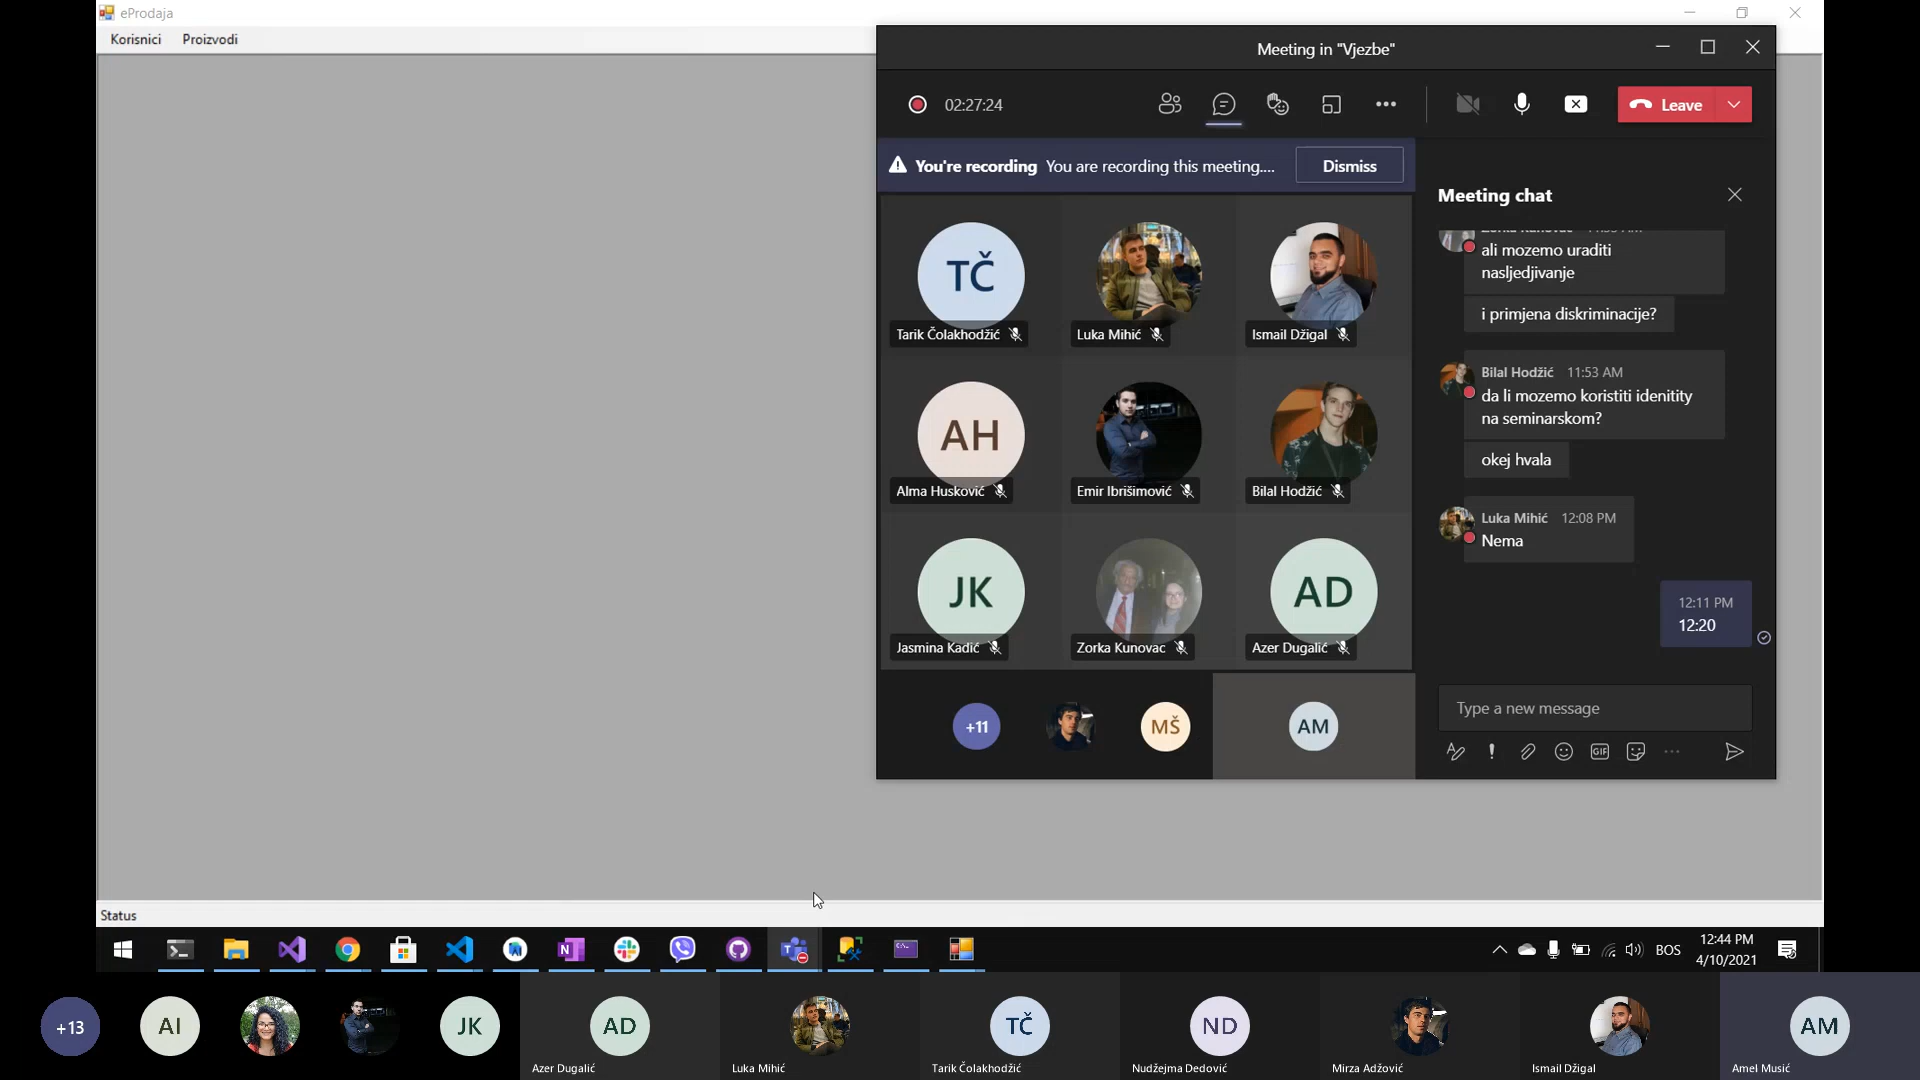 eProdaja
Korisnici
Proizvodi
Meeting in "Vjezbe"
02:27:24
Leave
You're recording You are recording this meeting....
Dismiss
TČ
Tarik Čolakhodžić
Luka Mihić
Ismail Džigal
AH
Alma Husković
Emir Ibrišimović
Bilal Hodžić
JK
Jasmina Kadić
Zorka Kunovac
AD
Azer Dugalić
+11
MŠ
AM
Meeting chat
ali mozemo uraditi
nasljedjivanje
i primjena diskriminacije?
Bilal Hodžić 11:53 AM
da li mozemo koristiti idenitity
na seminarskom?
okej hvala
Luka Mihić 12:08 PM
Nema
12:11 PM
12:20
Type a new message
GIF
Status
BOS
12:44 PM
4/10/2021
+13
AI
JK
AD
Azer Dugalić
Luka Mihić
TČ
Tarik Čolakhodžić
ND
Nudžejma Dedović
Mirza Adžović
Ismail Džigal
AM
Amel Musić